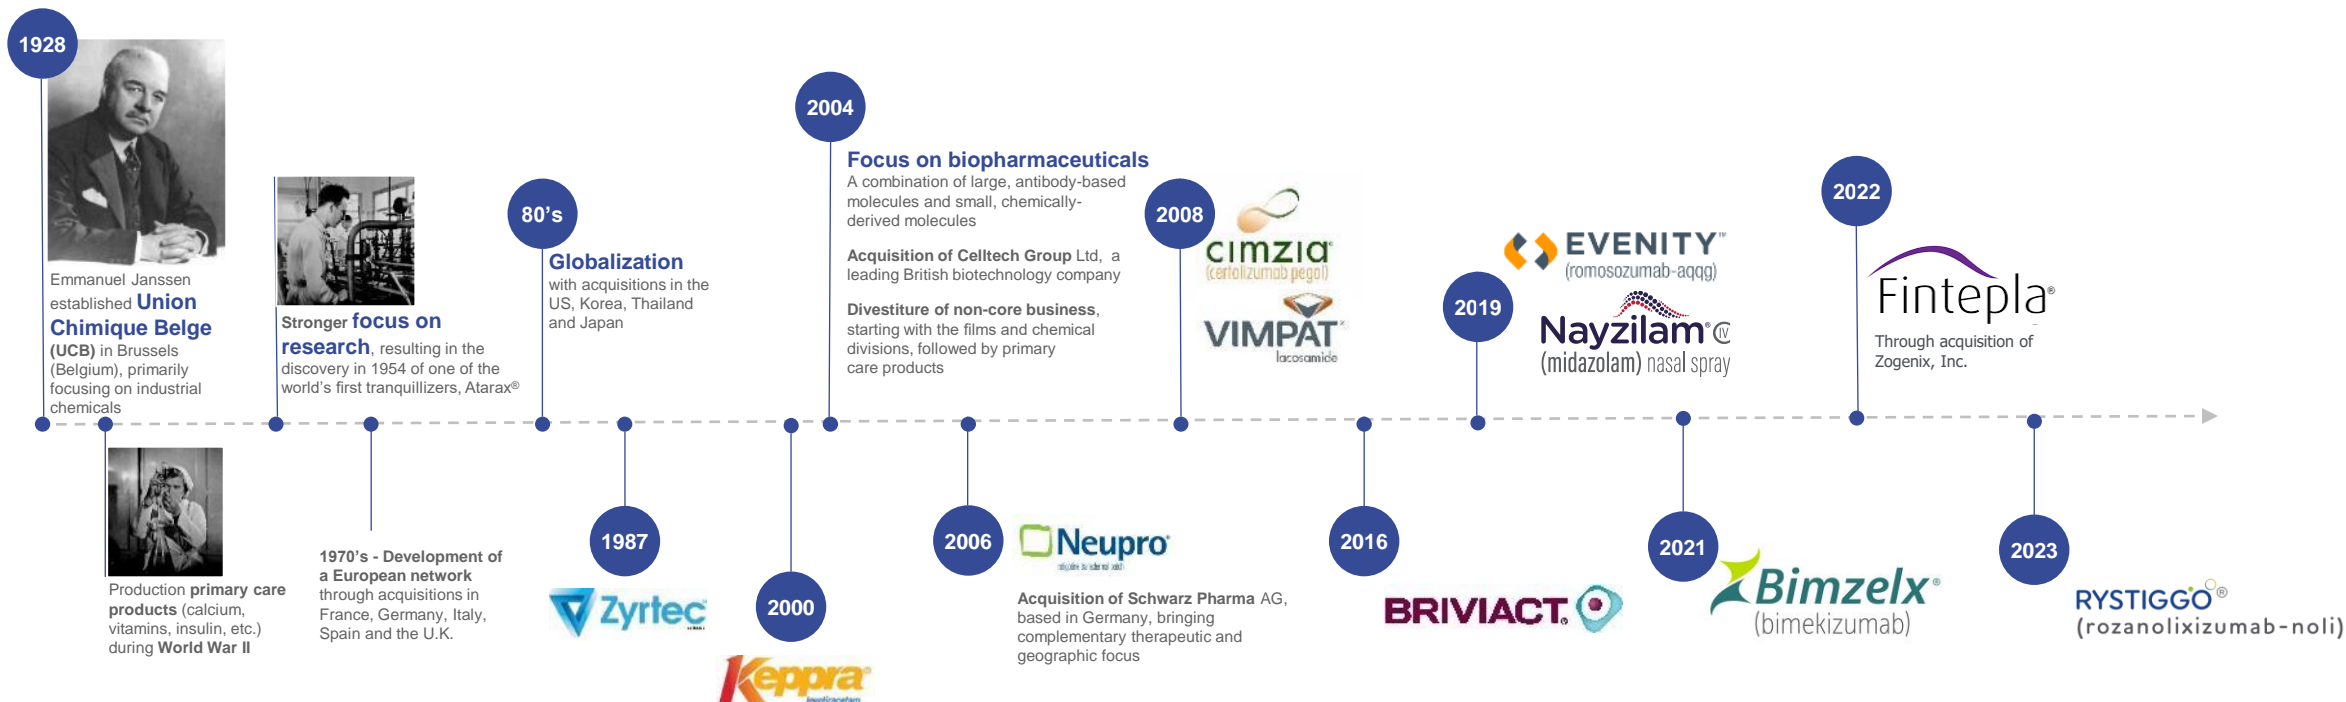 1928
Emmanuel Janssen
established Union
Chimique Belge
(UCB) in Brussels
(Belgium), primarily
focusing on industrial
chemicals
Production primary care
products (calcium,
vitamins, insulin, etc.)
during World War II
Stronger focus on
research, resulting in the
discovery in 1954 of one of the
world's first tranquillizers, Atarax®
1970's - Development of
a European network
through acquisitions in
France, Germany, Italy,
Spain and the U.K.
80's
Globalization
with acquisitions in the
US, Korea, Thailand
and Japan
1987
Zyrtec
2000
Keppra®
levetiracetam
2004
Focus on biopharmaceuticals
A combination of large, antibody-based
molecules and small, chemically-
derived molecules
Acquisition of Celltech Group Ltd, a
leading British biotechnology company
Divestiture of non-core business,
starting with the films and chemical
divisions, followed by primary
care products
2006
Neupro®
Acquisition of Schwarz Pharma AG,
based in Germany, bringing
complementary therapeutic and
geographic focus
2008
cimzia®
(certolizumab pegol)
VIMPAT
lacosamide
2016
BRIVIACT
2019
EVENITY™
(romosozumab-aqqg)
Nayzilam® CIV
(midazolam) nasal spray
2021
Bimzelx®
(bimekizumab)
2022
Fintepla®
Through acquisition of
Zogenix, Inc.
2023
RYSTIGGO®
(rozanolixizumab-noli)